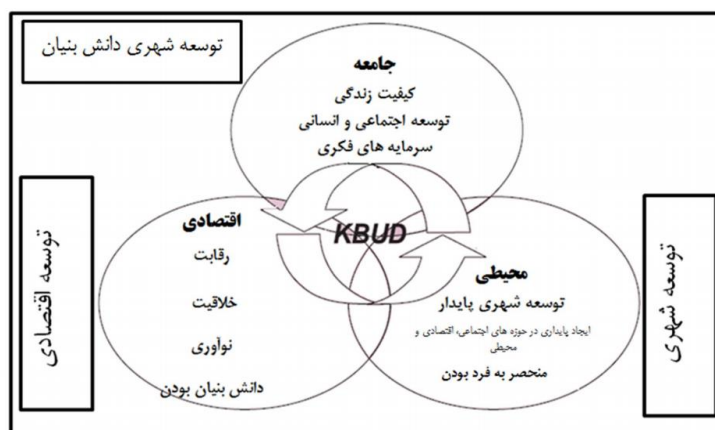 توسعه شهری دانش بنیان
جامعه
کیفیت زندگی
توسعه اجتماعی و انسانی
سرمایه های فکری
KBUD
محیطی
توسعه شهری پایدار
ایجاد پایداری در حوزه های اجتماعی، اقتصادی و
محیطی
منحصر به فرد بودن
اقتصادی
رقابت
خلاقیت
نوآوری
دانش بنیان بودن
توسعه شهری
توسعه اقتصادی